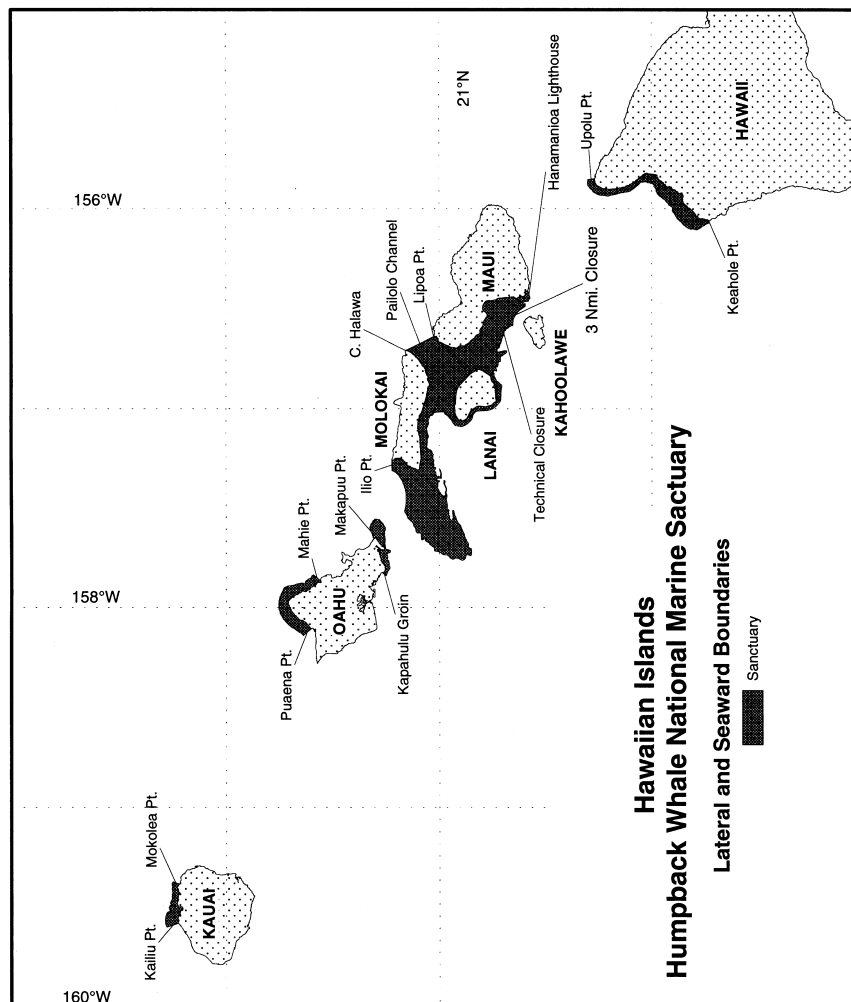 160°W
158°W
156°W
21°N
Kailiu Pt.
Mokolea Pt.
KAUAI
Puaena Pt.
Mahie Pt.
OAHU
Makapuu Pt.
Kapahulu Groin
Ilio Pt.
MOLOKAI
C. Halawa
Pailolo Channel
Lipoa Pt.
LANAI
MAUI
KAHOOLAWE
Technical Closure
3 Nmi. Closure
Hanamanioa Lighthouse
Upolu Pt.
Keahole Pt.
HAWAII
Hawaiian Islands
Humpback Whale National Marine Sactuary
Lateral and Seaward Boundaries
Sanctuary